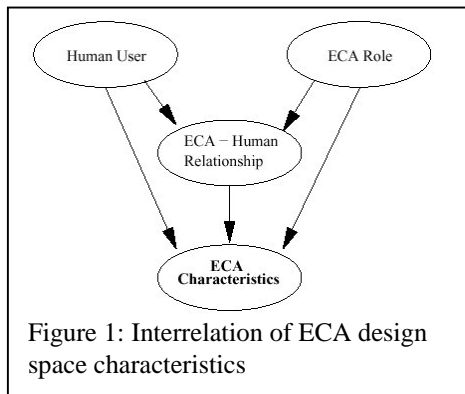 Human User
ECA Role
ECA – Human
Relationship
ECA
Characteristics
Figure 1: Interrelation of ECA design
space characteristics